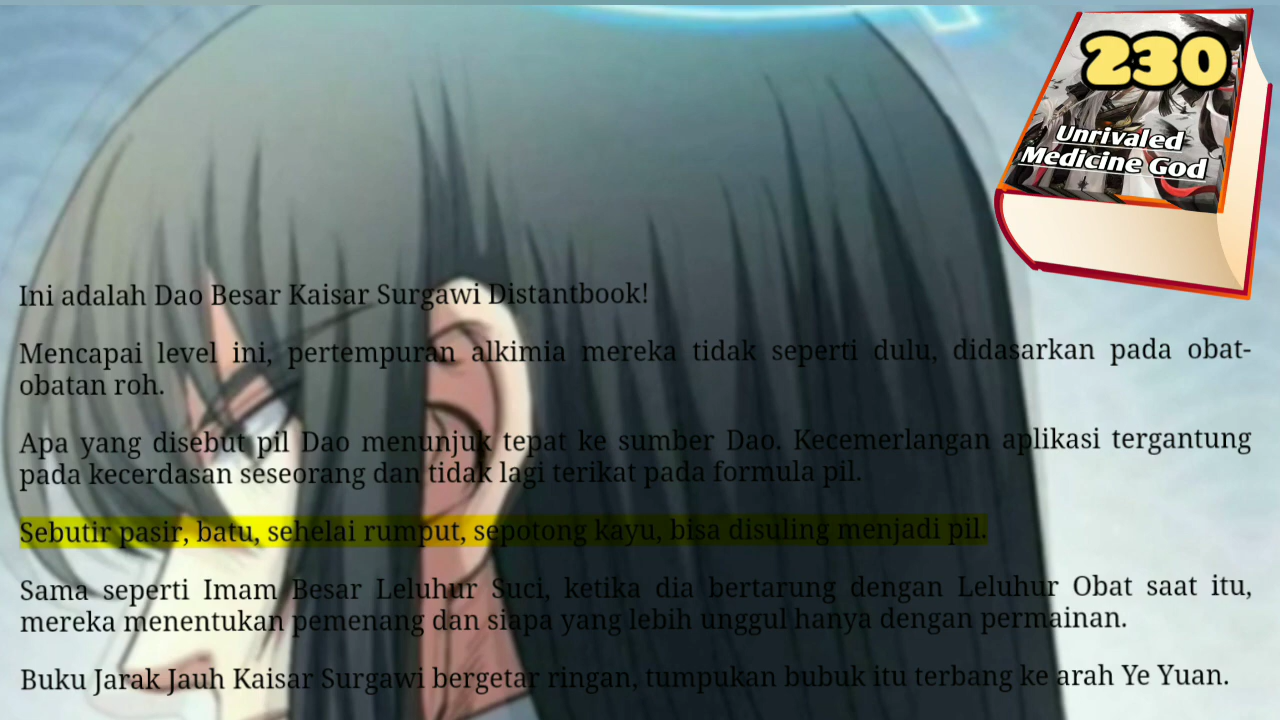 230
Unrivaled
Medicine God
Ini adalah Dao Besar Kaisar Surgawi Distantbook!
Mencapai level ini, pertempuran alkimia mereka tidak seperti dulu, didasarkan pada obat-
obatan roh.
Apa yang disebut pil Dao menunjuk tepat ke sumber Dao. Kecemerlangan aplikasi tergantung
pada kecerdasan seseorang dan tidak lagi terikat pada formula pil.
Sebutir pasir, batu, sehelai rumput, sepotong kayu, bisa disuling menjadi pil.
Sama seperti Imam Besar Leluhur Suci, ketika dia bertarung dengan Leluhur Obat saat itu,
mereka menentukan pemenang dan siapa yang lebih unggul hanya dengan permainan.
Buku Jarak Jauh Kaisar Surgawi bergetar ringan, tumpukan bubuk itu terbang ke arah Ye Yuan.